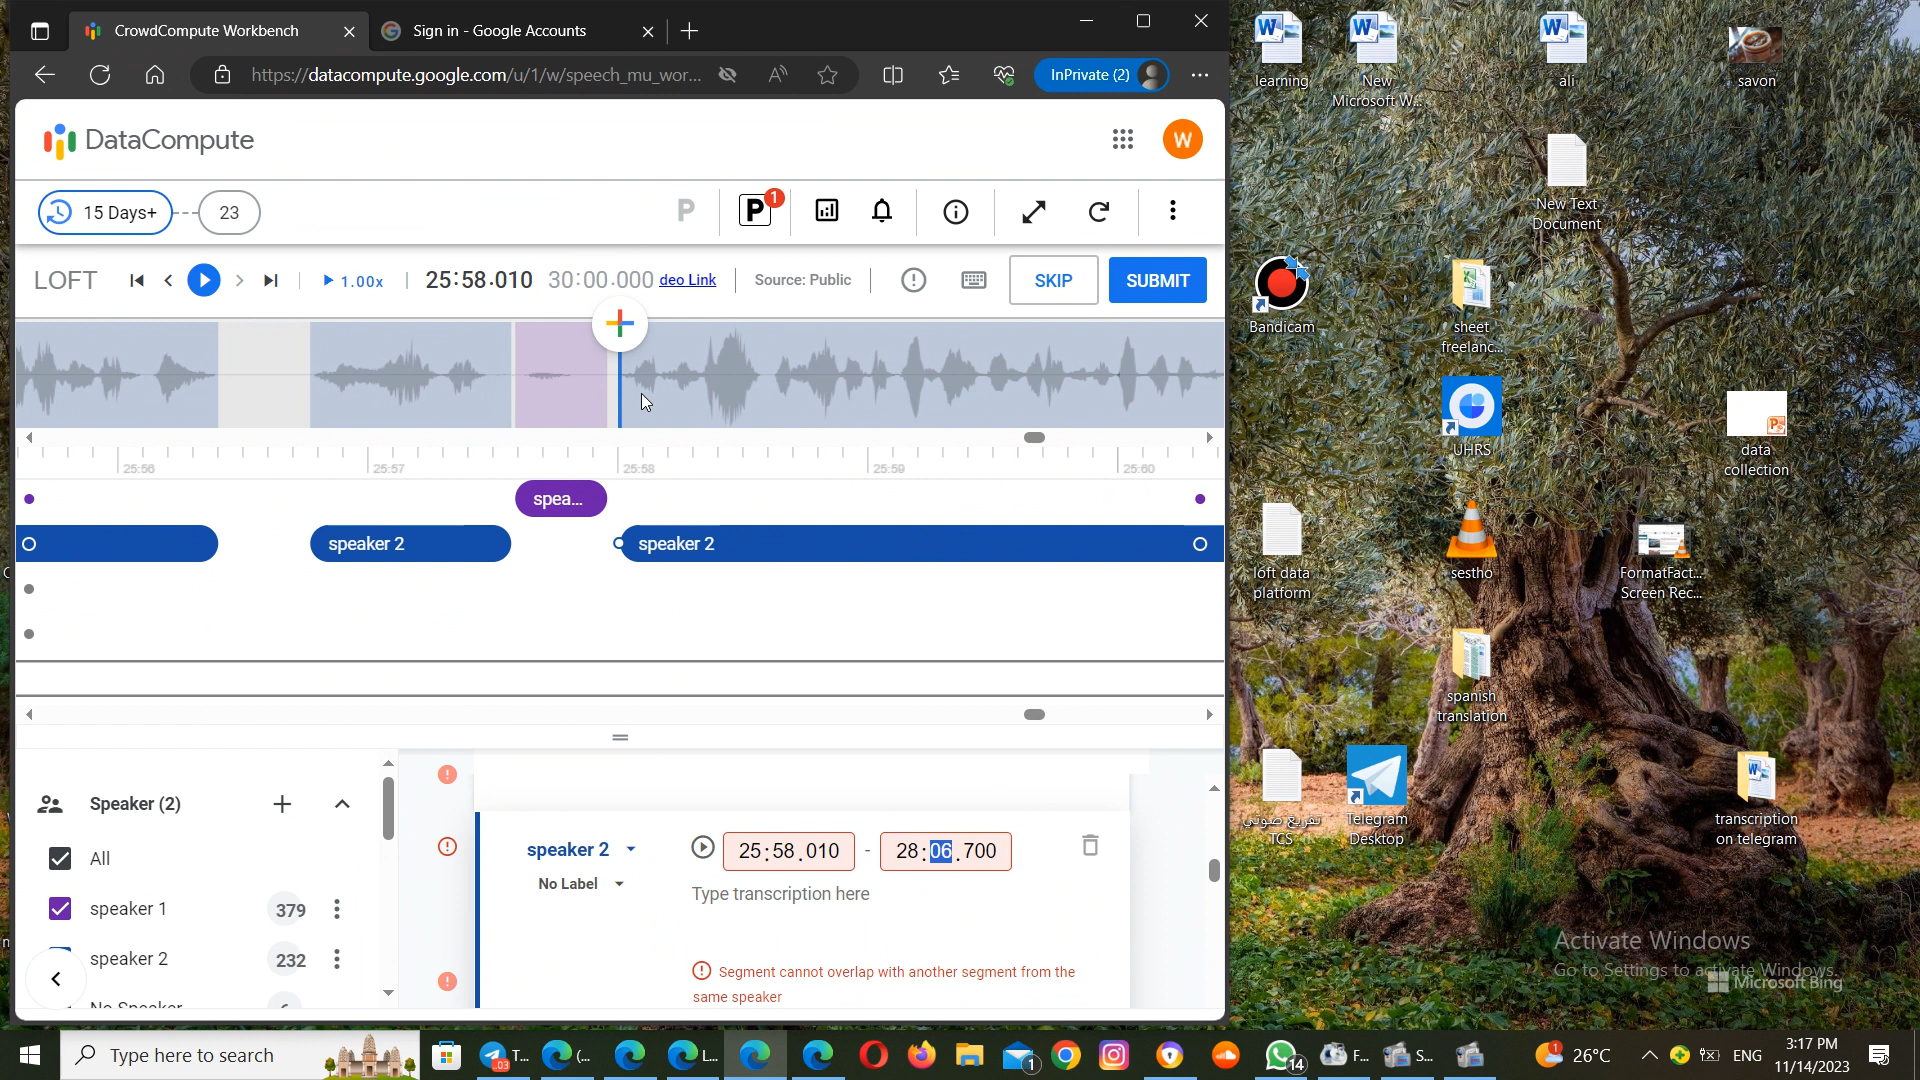 CrowdCompute Workbench
Sign in - Google Accounts
https://datacompute.google.com/u/1/w/speech_mu_wor...
InPrivate (2)
DataCompute
W
15 Days+
23
P
P
1
LOFT
1.00x
25:58.010
30:00.000
deo Link
Source: Public
SKIP
SUBMIT
25:56
25:57
25:58
25:59
25:60
spea...
speaker 2
speaker 2
Speaker (2)
All
speaker 1
379
speaker 2
232
No Speaker
speaker 2
25:58.010 - 28:06.700
No Label
Type transcription here
Segment cannot overlap with another segment from the
same speaker
learning
New
Microsoft W...
ali
savon
New Text
Document
Bandicam
sheet
freelanc...
UHRS
data
collection
loft data
platform
sestho
FormatFact...
Screen Rec...
spanish
translation
تفريغ صوتي
TCS
Telegram
Desktop
transcription
on telegram
Activate Windows
Go to Settings to activate Windows.
Microsoft Bing
Type here to search
T...
(...
L...
1
14
F...
S...
26°C
ENG
3:17 PM
11/14/2023